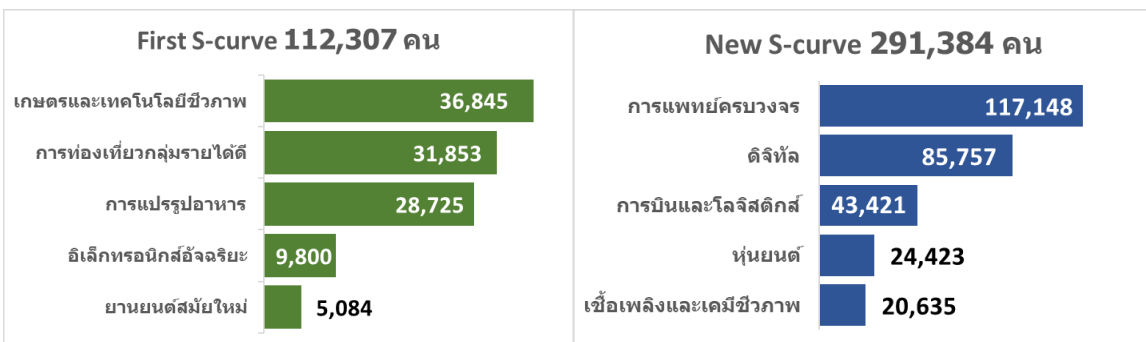 First S-curve 112,307 คน
เกษตรและเทคโนโลยีชีวภาพ 36,845
การท่องเที่ยวกลุ่มรายได้ดี 31,853
การแปรรูปอาหาร 28,725
อิเล็กทรอนิกส์อัจฉริยะ 9,800
ยานยนต์สมัยใหม่ 5,084
New S-curve 291,384 คน
การแพทย์ครบวงจร 117,148
ดิจิทัล 85,757
การบินและโลจิสติกส์ 43,421
หุ่นยนต์ 24,423
เชื้อเพลิงและเคมีชีวภาพ 20,635